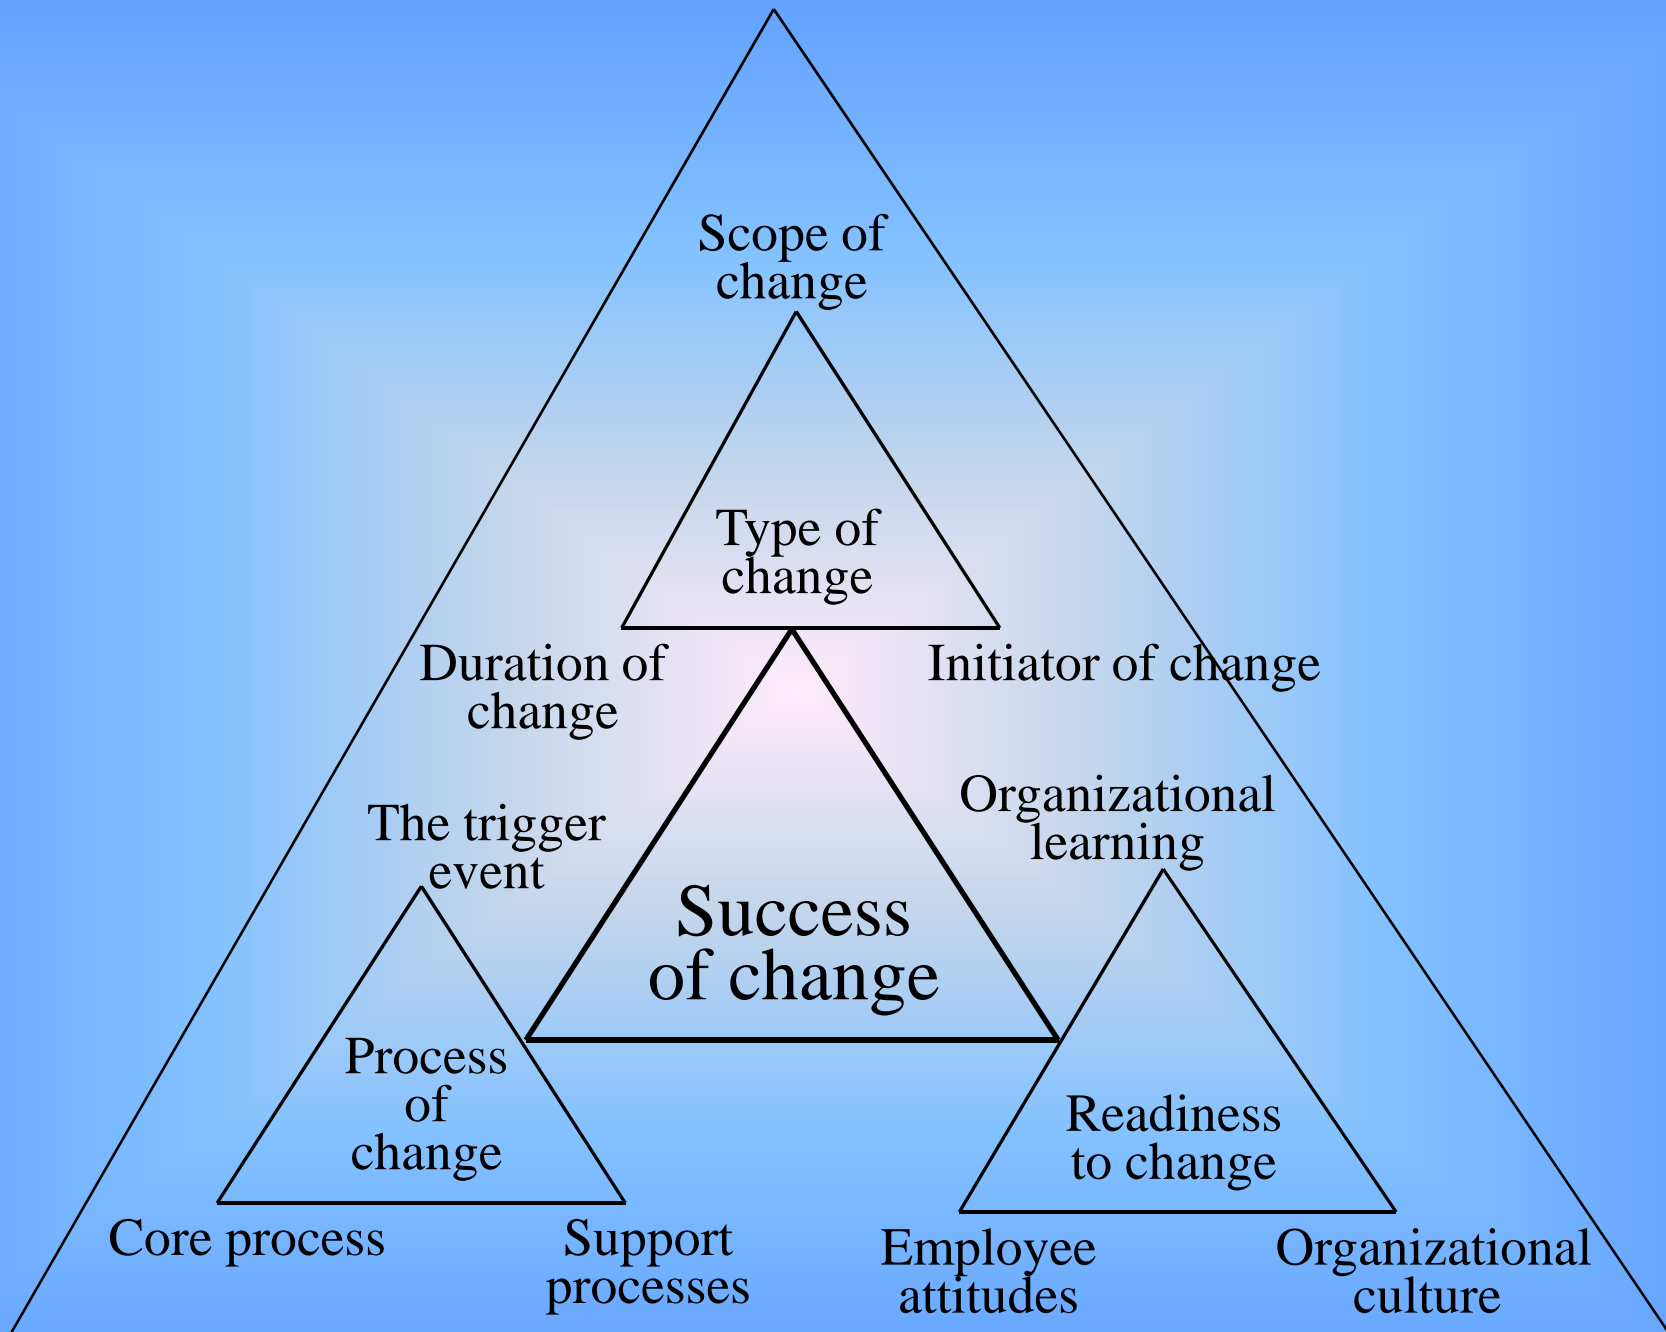 Scope of
change
Type of
change
Duration of
change
Initiator of change
The trigger
event
Organizational
learning
Success
of change
Process
of
change
Readiness
to change
Core process
Support
processes
Employee
attitudes
Organizational
culture